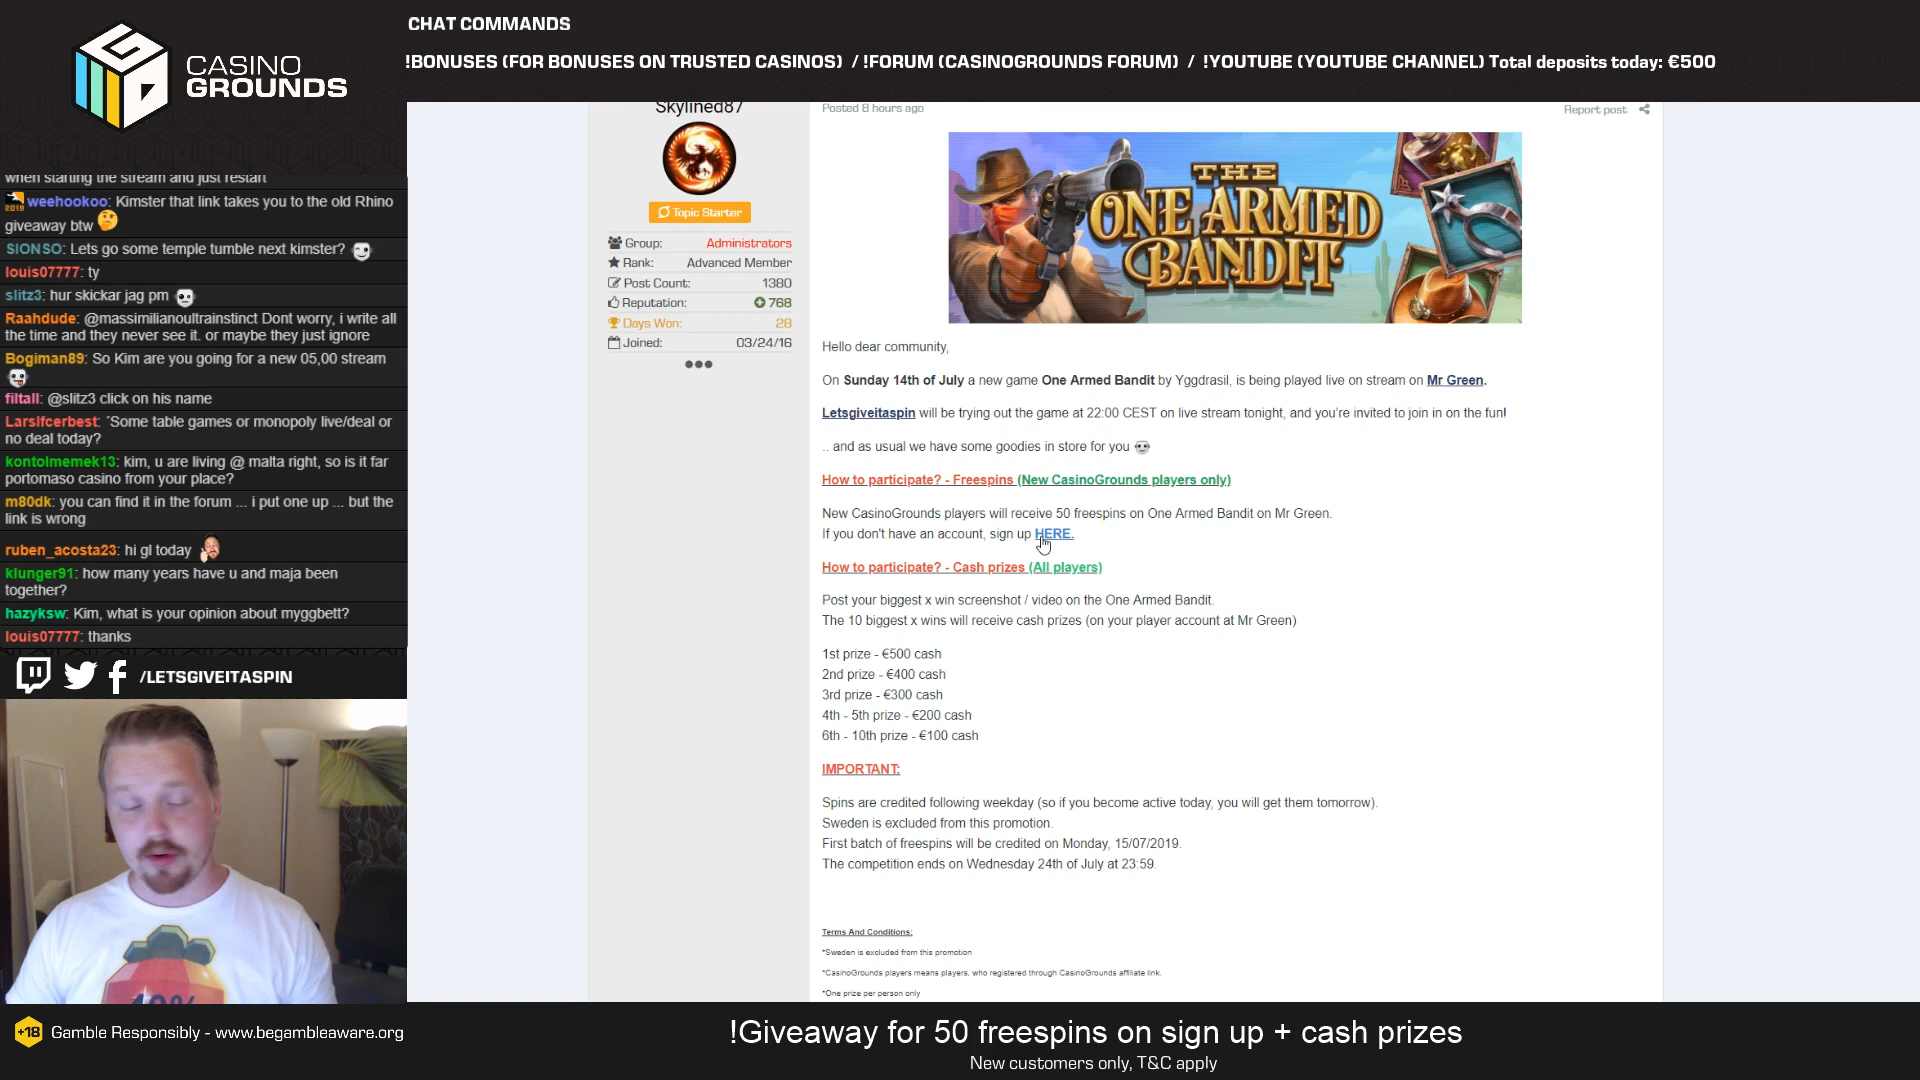 CHAT COMMANDS
!BONUSES (FOR BONUSES ON TRUSTED CASINOS) / !FORUM (CASINOGROUNDS FORUM) / !YOUTUBE (YOUTUBE CHANNEL) Total deposits today: €500
CASINO
GROUNDS
when starting the stream and just restart
2019 weehookoo: Kimster that link takes you to the old Rhino
giveaway btw
SIONSO: Lets go some temple tumble next kimster?
louis07777: ty
slitz3: hur skickar jag pm
Raahdude: @massimilianoultrainstinct Dont worry, i write all
the time and they never see it. or maybe they just ignore
Bogiman89: So Kim are you going for a new 05,00 stream
filtall: @slitz3 click on his name
Larslfcerbest: ´Some table games or monopoly live/deal or
no deal today?
kontolmemek13: kim, u are living @ malta right, so is it far
portomaso casino from your place?
m80dk: you can find it in the forum ... i put one up ... but the
link is wrong
ruben_acosta23: hi gl today
klunger91: how many years have u and maja been
together?
hazyksw: Kim, what is your opinion about myggbett?
louis07777: thanks
/LETSGIVEITASPIN
10%
Skylined87
Topic Starter
Group: Administrators
Rank: Advanced Member
Post Count: 1380
Reputation: 768
Days Won: 28
Joined: 03/24/16
Posted 8 hours ago
Report post
THE
ONE ARMED
BANDIT
Hello dear community,
On Sunday 14th of July a new game One Armed Bandit by Yggdrasil, is being played live on stream on Mr Green.
Letsgiveitaspin will be trying out the game at 22:00 CEST on live stream tonight, and you're invited to join in on the fun!
.. and as usual we have some goodies in store for you
How to participate? - Freespins (New CasinoGrounds players only)
New CasinoGrounds players will receive 50 freespins on One Armed Bandit on Mr Green.
If you don't have an account, sign up HERE.
How to participate? - Cash prizes (All players)
Post your biggest x win screenshot / video on the One Armed Bandit.
The 10 biggest x wins will receive cash prizes (on your player account at Mr Green)
1st prize - €500 cash
2nd prize - €400 cash
3rd prize - €300 cash
4th - 5th prize - €200 cash
6th - 10th prize - €100 cash
IMPORTANT:
Spins are credited following weekday (so if you become active today, you will get them tomorrow).
Sweden is excluded from this promotion.
First batch of freespins will be credited on Monday, 15/07/2019.
The competition ends on Wednesday 24th of July at 23:59.
Terms And Conditions:
*Sweden is excluded from this promotion
*CasinoGrounds players means players, who registered through CasinoGrounds affiliate link.
*One prize per person only
+18 Gamble Responsibly - www.begambleaware.org
!Giveaway for 50 freespins on sign up + cash prizes
New customers only, T&C apply